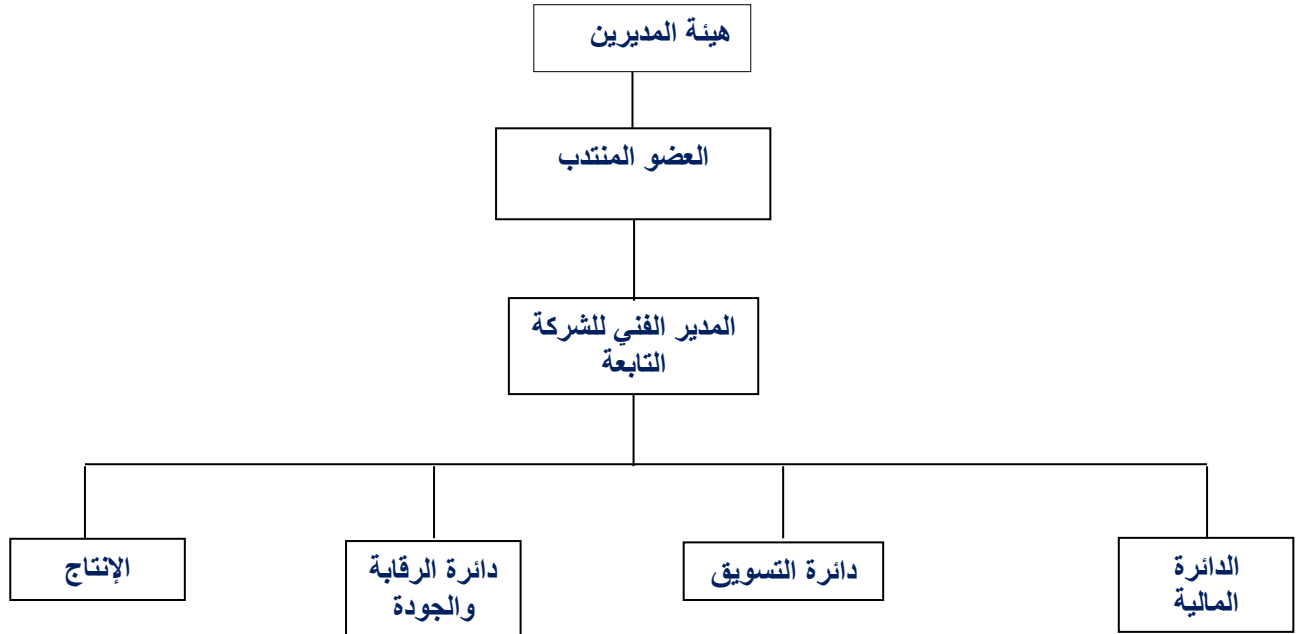 هيئة المديرين
العضو المنتدب
المدير الفني للشركة
التابعة
الدائرة
المالية
دائرة التسويق
دائرة الرقابة
والجودة
الإنتاج